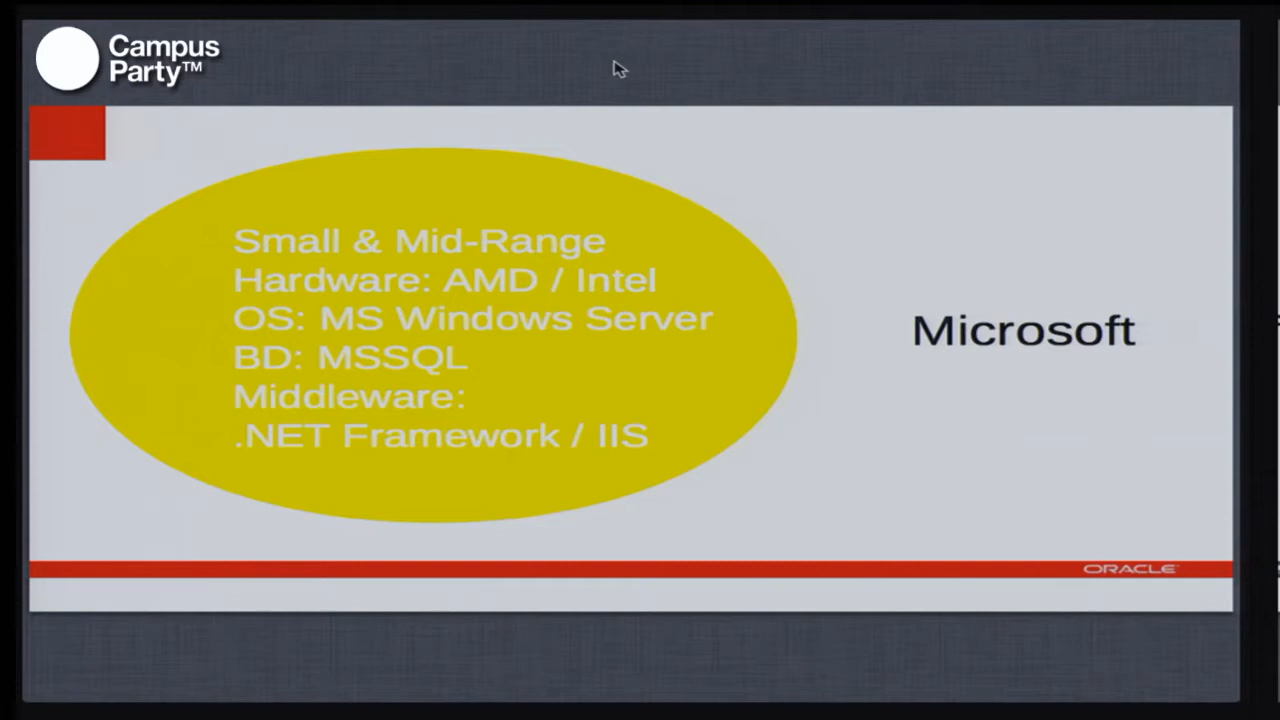 Campus
Party™
Small & Mid-Range
Hardware: AMD / Intel
OS: MS Windows Server
BD: MSSQL
Middleware:
.NET Framework / IIS
Microsoft
ORACLE